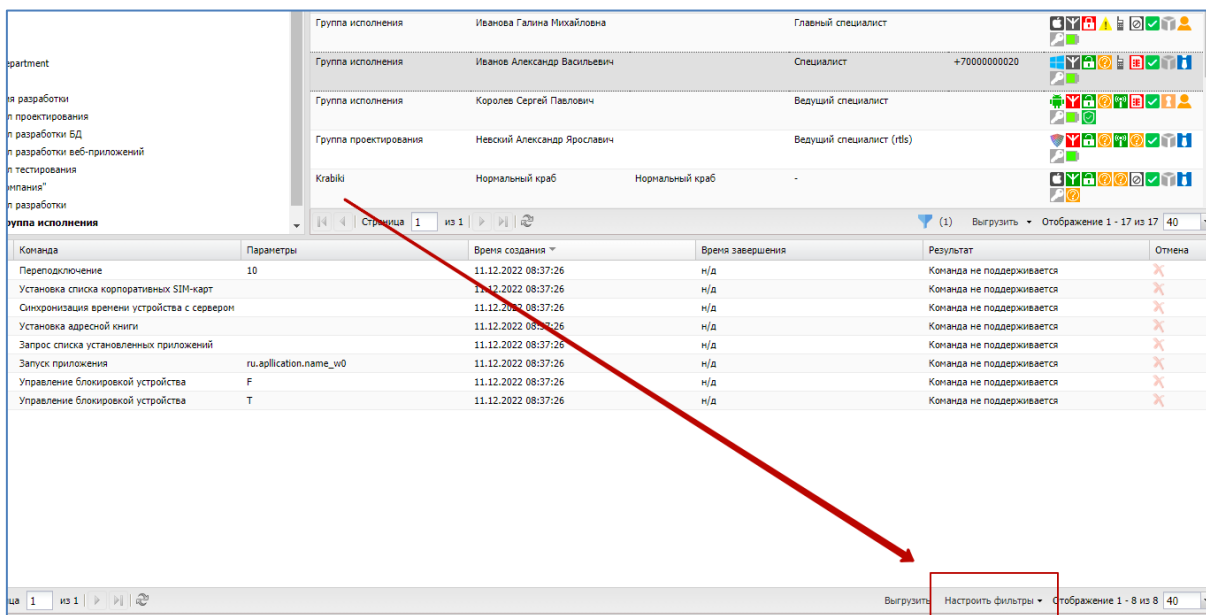 Группа исполнения Иванова Галина Михайловна Главный специалист
epartment
Группа исполнения Иванов Александр Васильевич Специалист +70000000020
ия разработки
Группа исполнения Королев Сергей Павлович Ведущий специалист
л проектирования
л разработки БД
Группа проектирования Невский Александр Ярославич Ведущий специалист (rtls)
л разработки веб-приложений
л тестирования
омпания"
Krabiki Нормальный краб Нормальный краб -
л разработки
руппа исполнения
Страница 1 из 1 (1) Выгрузить Отображение 1 - 17 из 17 40
Команда Параметры Время создания Время завершения Результат Отмена
Переподключение 10 11.12.2022 08:37:26 н/д Команда не поддерживается
Установка списка корпоративных SIM-карт 11.12.2022 08:37:26 н/д Команда не поддерживается
Синхронизация времени устройства с сервером 11.12.2022 08:37:26 н/д Команда не поддерживается
Установка адресной книги 11.12.2022 08:37:26 н/д Команда не поддерживается
Запрос списка установленных приложений 11.12.2022 08:37:26 н/д Команда не поддерживается
Запуск приложения ru.apllication.name_w0 11.12.2022 08:37:26 н/д Команда не поддерживается
Управление блокировкой устройства F 11.12.2022 08:37:26 н/д Команда не поддерживается
Управление блокировкой устройства T 11.12.2022 08:37:26 н/д Команда не поддерживается
ца 1 из 1 Выгрузить Настроить фильтры Отображение 1 - 8 из 8 40